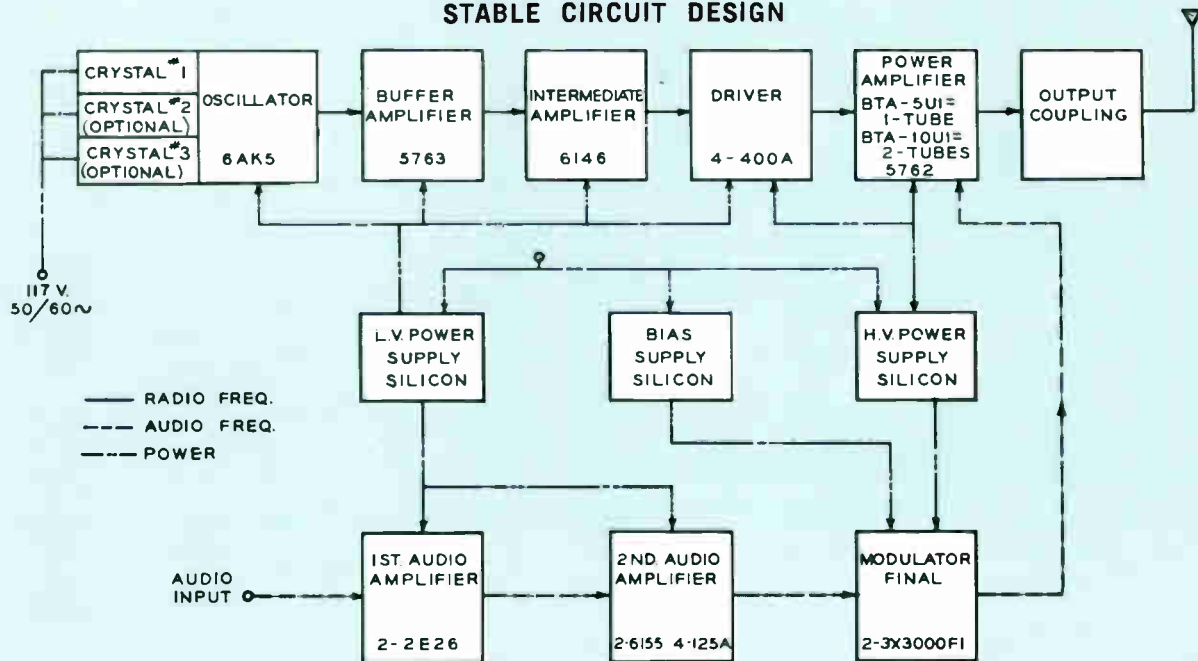 STABLE CIRCUIT DESIGN
CRYSTAL #1
CRYSTAL #2
(OPTIONAL)
CRYSTAL #3
(OPTIONAL)
OSCILLATOR
6AK5
BUFFER
AMPLIFIER
5763
INTERMEDIATE
AMPLIFIER
6146
DRIVER
4-400A
POWER
AMPLIFIER
BTA-5U1=
1-TUBE
BTA-10U1=
2-TUBES
5762
OUTPUT
COUPLING
117 V.
50/60~
L.V. POWER
SUPPLY
SILICON
BIAS
SUPPLY
SILICON
H.V. POWER
SUPPLY
SILICON
RADIO FREQ.
AUDIO FREQ.
POWER
AUDIO
INPUT
1ST. AUDIO
AMPLIFIER
2-2E26
2ND. AUDIO
AMPLIFIER
2-6155 4-125A
MODULATOR
FINAL
2-3X3000F1